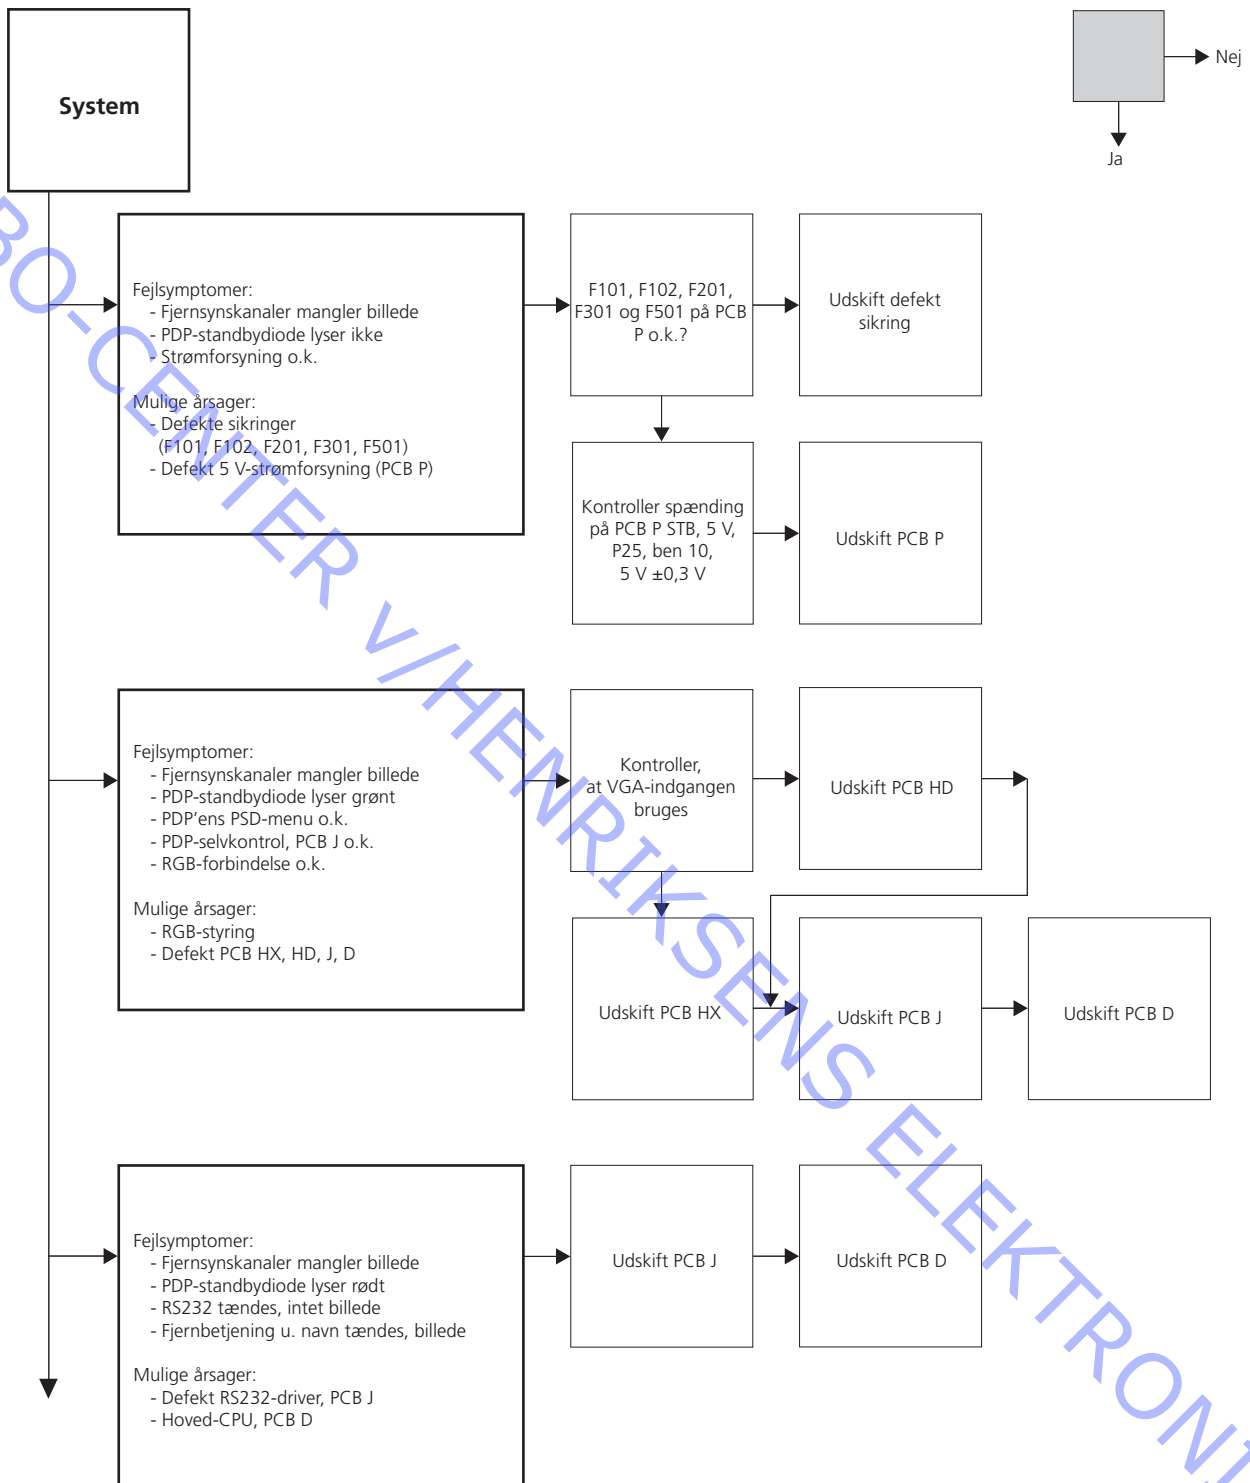 System
Nej
Ja
Fejlsymptomer:
- Fjernsynskanaler mangler billede
- PDP-standbydiode lyser ikke
- Strømforsyning o.k.
Mulige årsager:
- Defekte sikringer
(F101, F102, F201, F301, F501)
- Defekt 5 V-strømforsyning (PCB P)
F101, F102, F201,
F301 og F501 på PCB
P o.k.?
Udskift defekt
sikring
Kontroller spænding
på PCB P STB, 5 V,
P25, ben 10,
5 V ±0,3 V
Udskift PCB P
Fejlsymptomer:
- Fjernsynskanaler mangler billede
- PDP-standbydiode lyser grønt
- PDP’ens PSD-menu o.k.
- PDP-selvkontrol, PCB J o.k.
- RGB-forbindelse o.k.
Mulige årsager:
- RGB-styring
- Defekt PCB HX, HD, J, D
Kontroller,
at VGA-indgangen
bruges
Udskift PCB HD
Udskift PCB HX
Udskift PCB J
Udskift PCB D
Fejlsymptomer:
- Fjernsynskanaler mangler billede
- PDP-standbydiode lyser rødt
- RS232 tændes, intet billede
- Fjernbetjening u. navn tændes, billede
Mulige årsager:
- Defekt RS232-driver, PCB J
- Hoved-CPU, PCB D
Udskift PCB J
Udskift PCB D
BO-CENTER v/HENRIKSENS ELEKTRONI